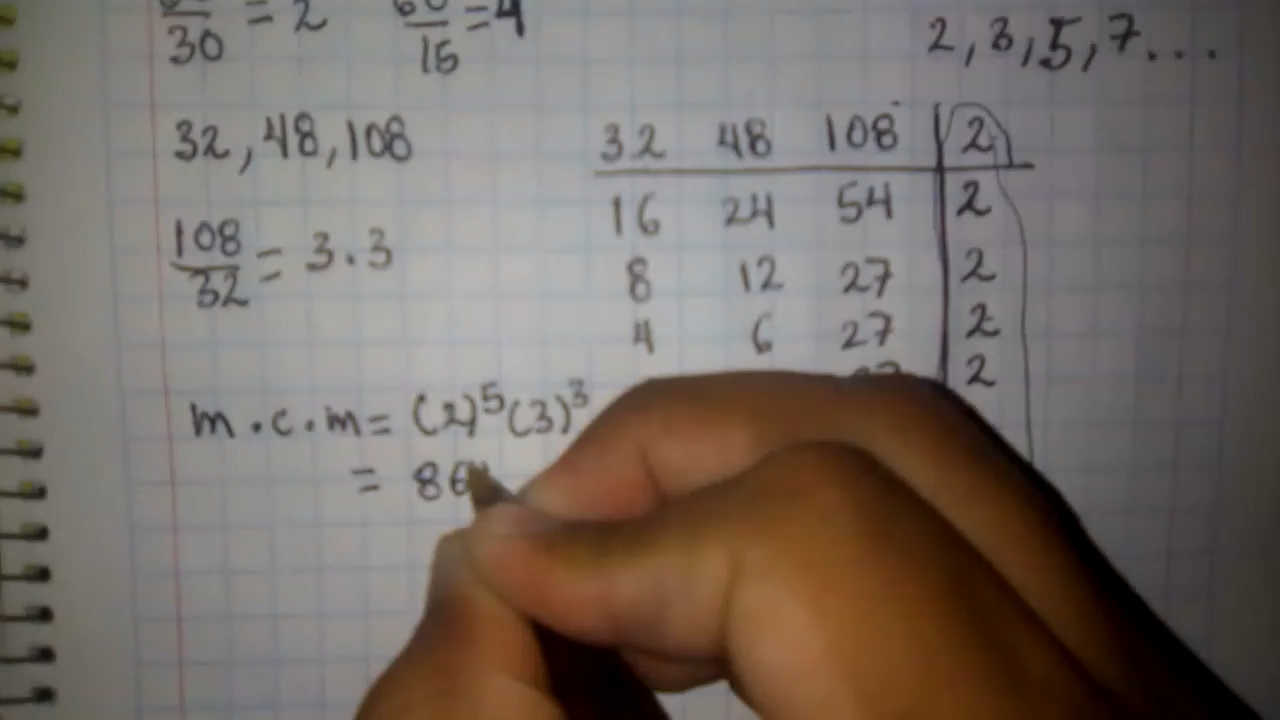 30 = 2 60/15 = 4
2, 3, 5, 7...
32, 48, 108
108/32 = 3.3
m.c.m = (2)⁵(3)³
= 86
32 48 108 | 2
16 24 54 | 2
8 12 27 | 2
4 6 27 | 2
2